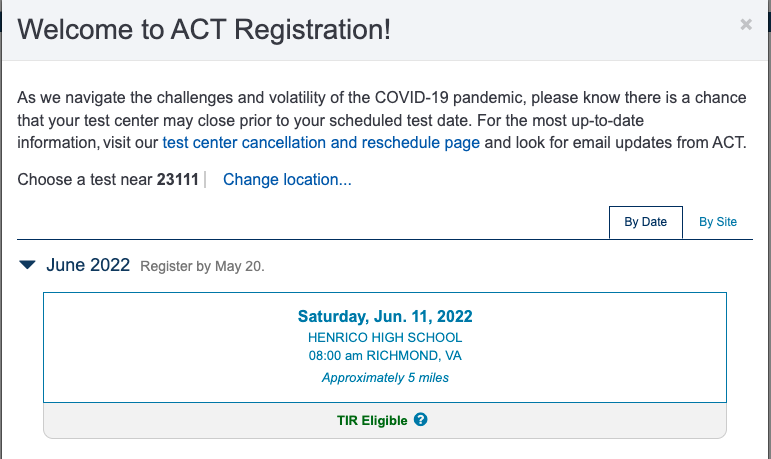 Welcome to ACT Registration!
×
As we navigate the challenges and volatility of the COVID-19 pandemic, please know there is a chance
that your test center may close prior to your scheduled test date. For the most up-to-date
information, visit our test center cancellation and reschedule page and look for email updates from ACT.
Choose a test near 23111 | Change location...
By Date By Site
June 2022 Register by May 20.
Saturday, Jun. 11, 2022
HENRICO HIGH SCHOOL
08:00 am RICHMOND, VA
Approximately 5 miles
TIR Eligible ?